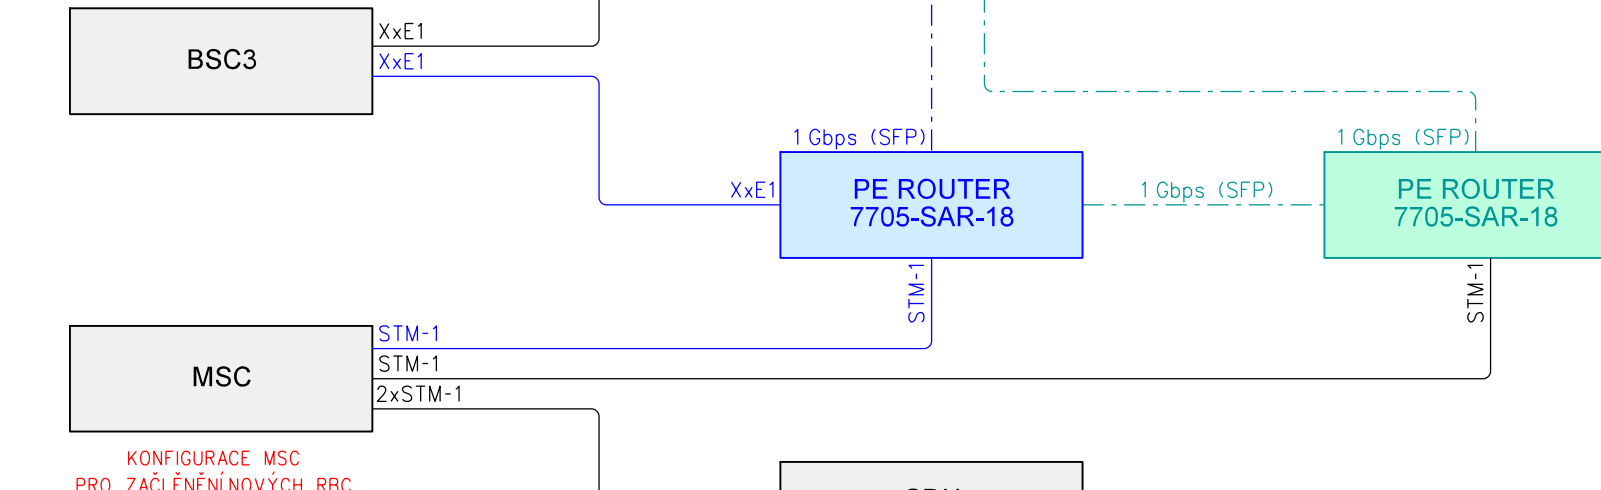 XxE1
BSC3
XxE1
1 Gbps (SFP)
1 Gbps (SFP)
XxE1
PE ROUTER
7705-SAR-18
1 Gbps (SFP)
PE ROUTER
7705-SAR-18
STM-1
STM-1
STM-1
STM-1
MSC
2xSTM-1
KONFIGURACE MSC
PRO ZAČLĚNĚNÍ NOVÝCH RBC